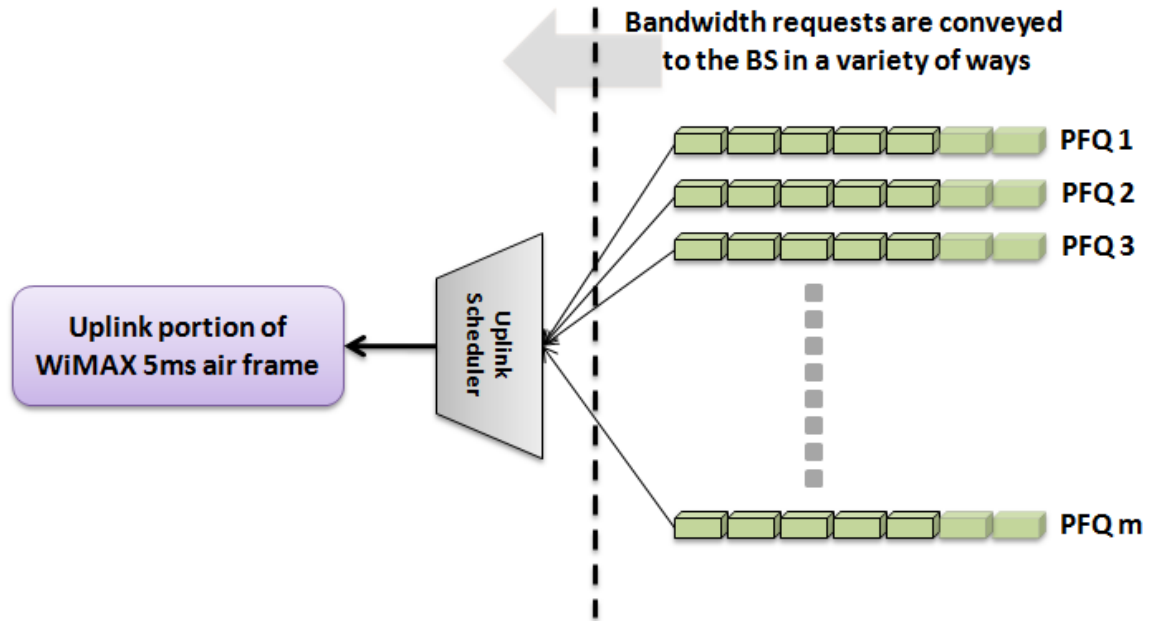 Bandwidth requests are conveyed
to the BS in a variety of ways
PFQ 1
PFQ 2
PFQ 3
Uplink
Scheduler
Uplink portion of
WiMAX 5ms air frame
PFQ m